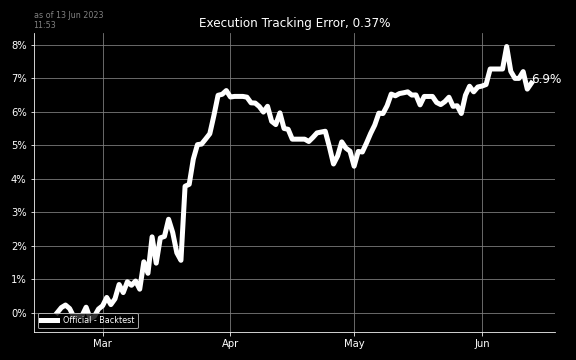 as of 13 Jun 2023
11:53
Execution Tracking Error, 0.37%
8%
7%
6.9%
6%
5%
4%
3%
2%
1%
0%
Official - Backtest
Mar Apr May Jun